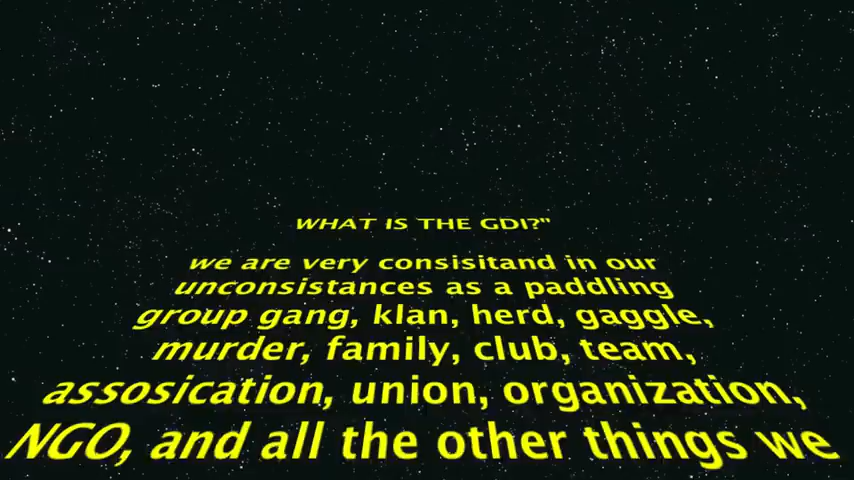 WHAT IS THE GDI?"
we are very consisitand in our
unconsistances as a paddling
group gang, klan, herd, gaggle,
murder, family, club, team,
assosication, union, organization,
NGO, and all the other things we